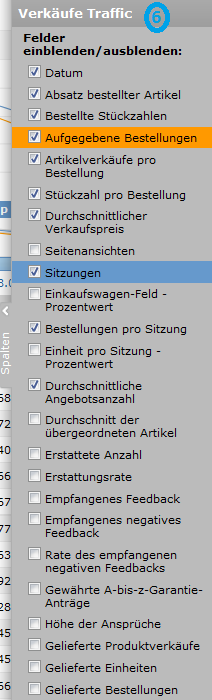 Verkäufe Traffic 6
Felder
einblenden/ausblenden:
Datum
Absatz bestellter Artikel
Bestellte Stückzahlen
Aufgegebene Bestellungen
Artikelverkäufe pro
Bestellung
Stückzahl pro Bestellung
Durchschnittlicher
Verkaufspreis
Seitenansichten
Sitzungen
Einkaufswagen-Feld -
Prozentwert
Bestellungen pro Sitzung
Einheit pro Sitzung -
Prozentwert
Durchschnittliche
Angebotsanzahl
Durchschnitt der
übergeordneten Artikel
Erstattete Anzahl
Erstattungsrate
Empfangenes Feedback
Empfangenes negatives
Feedback
Rate des empfangenen
negativen Feedbacks
Gewährte A-bis-z-Garantie-
Anträge
Höhe der Ansprüche
Gelieferte Produktverkäufe
Gelieferte Einheiten
Gelieferte Bestellungen
Spalten